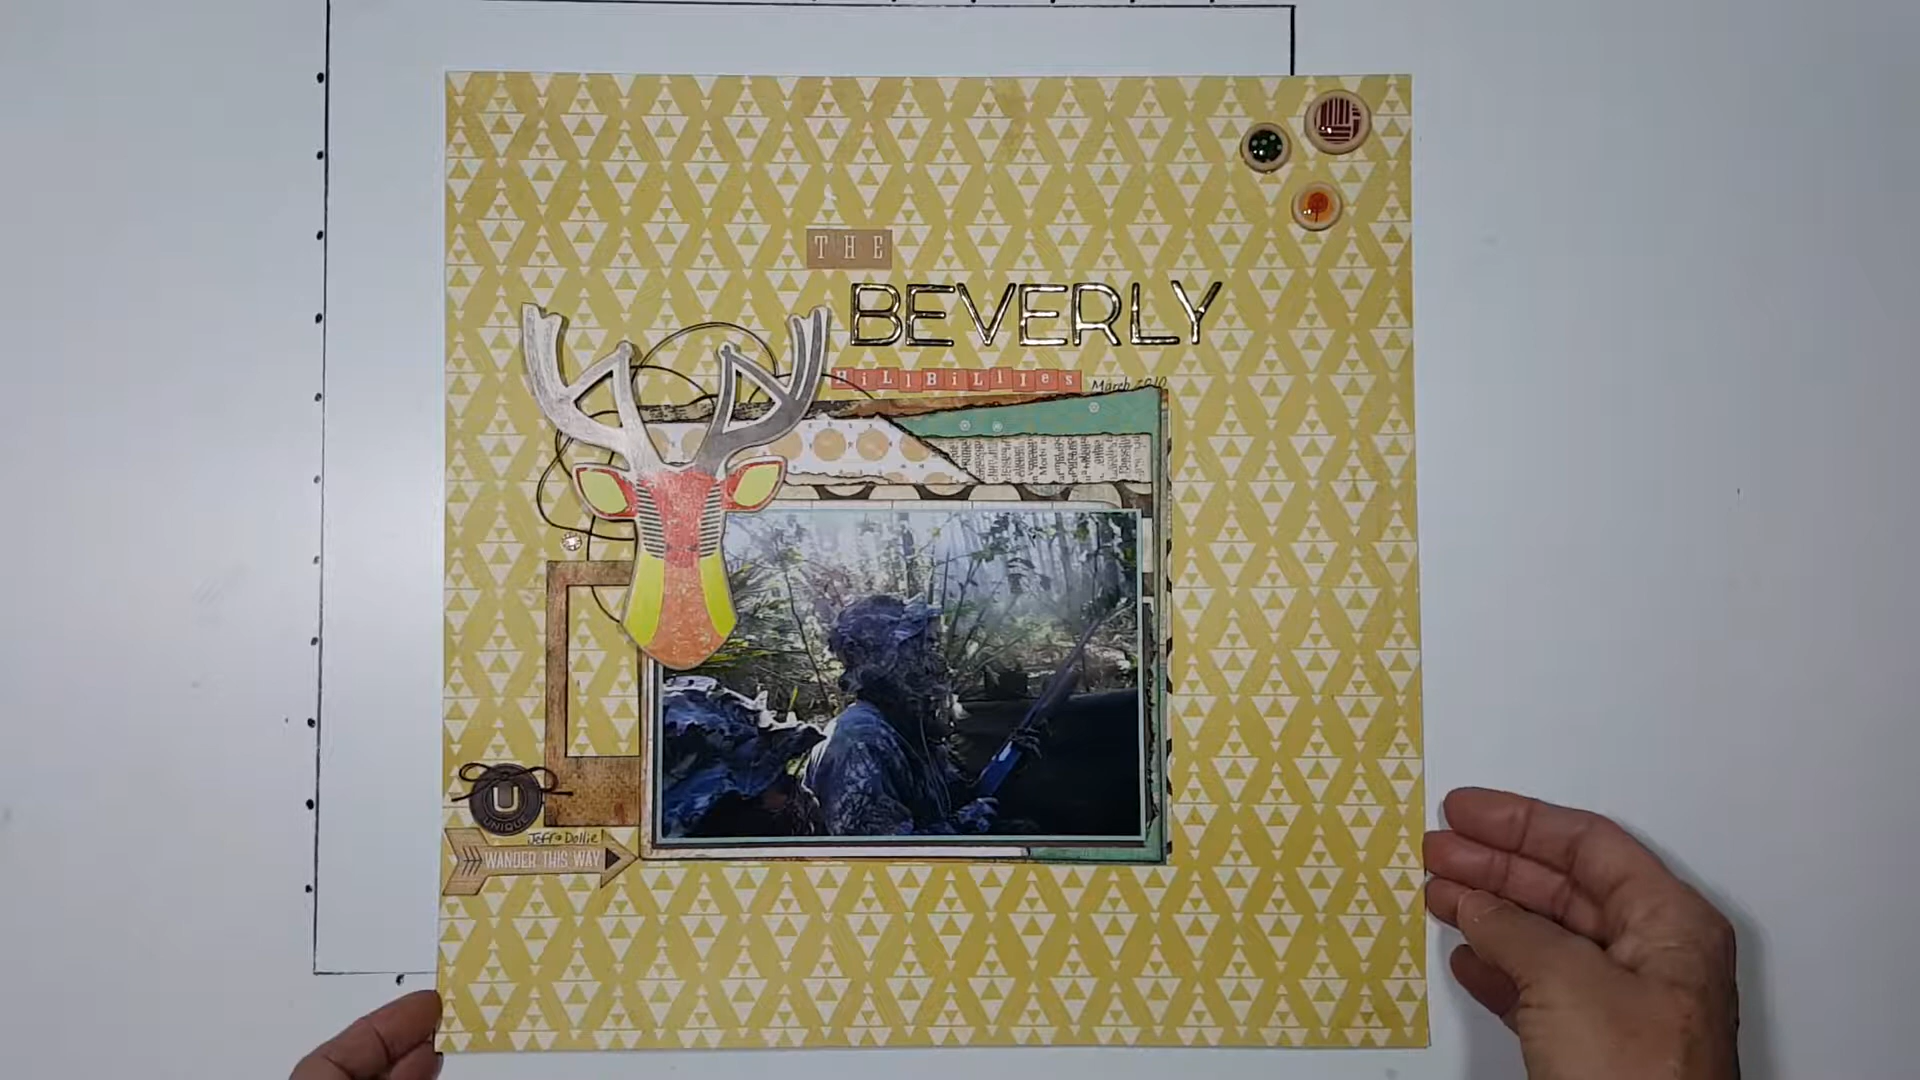 THE
BEVERLY
HiLlBiLlIes
March 2010
U
UNIQUE
Jeff & Dollie!
WANDER THIS WAY